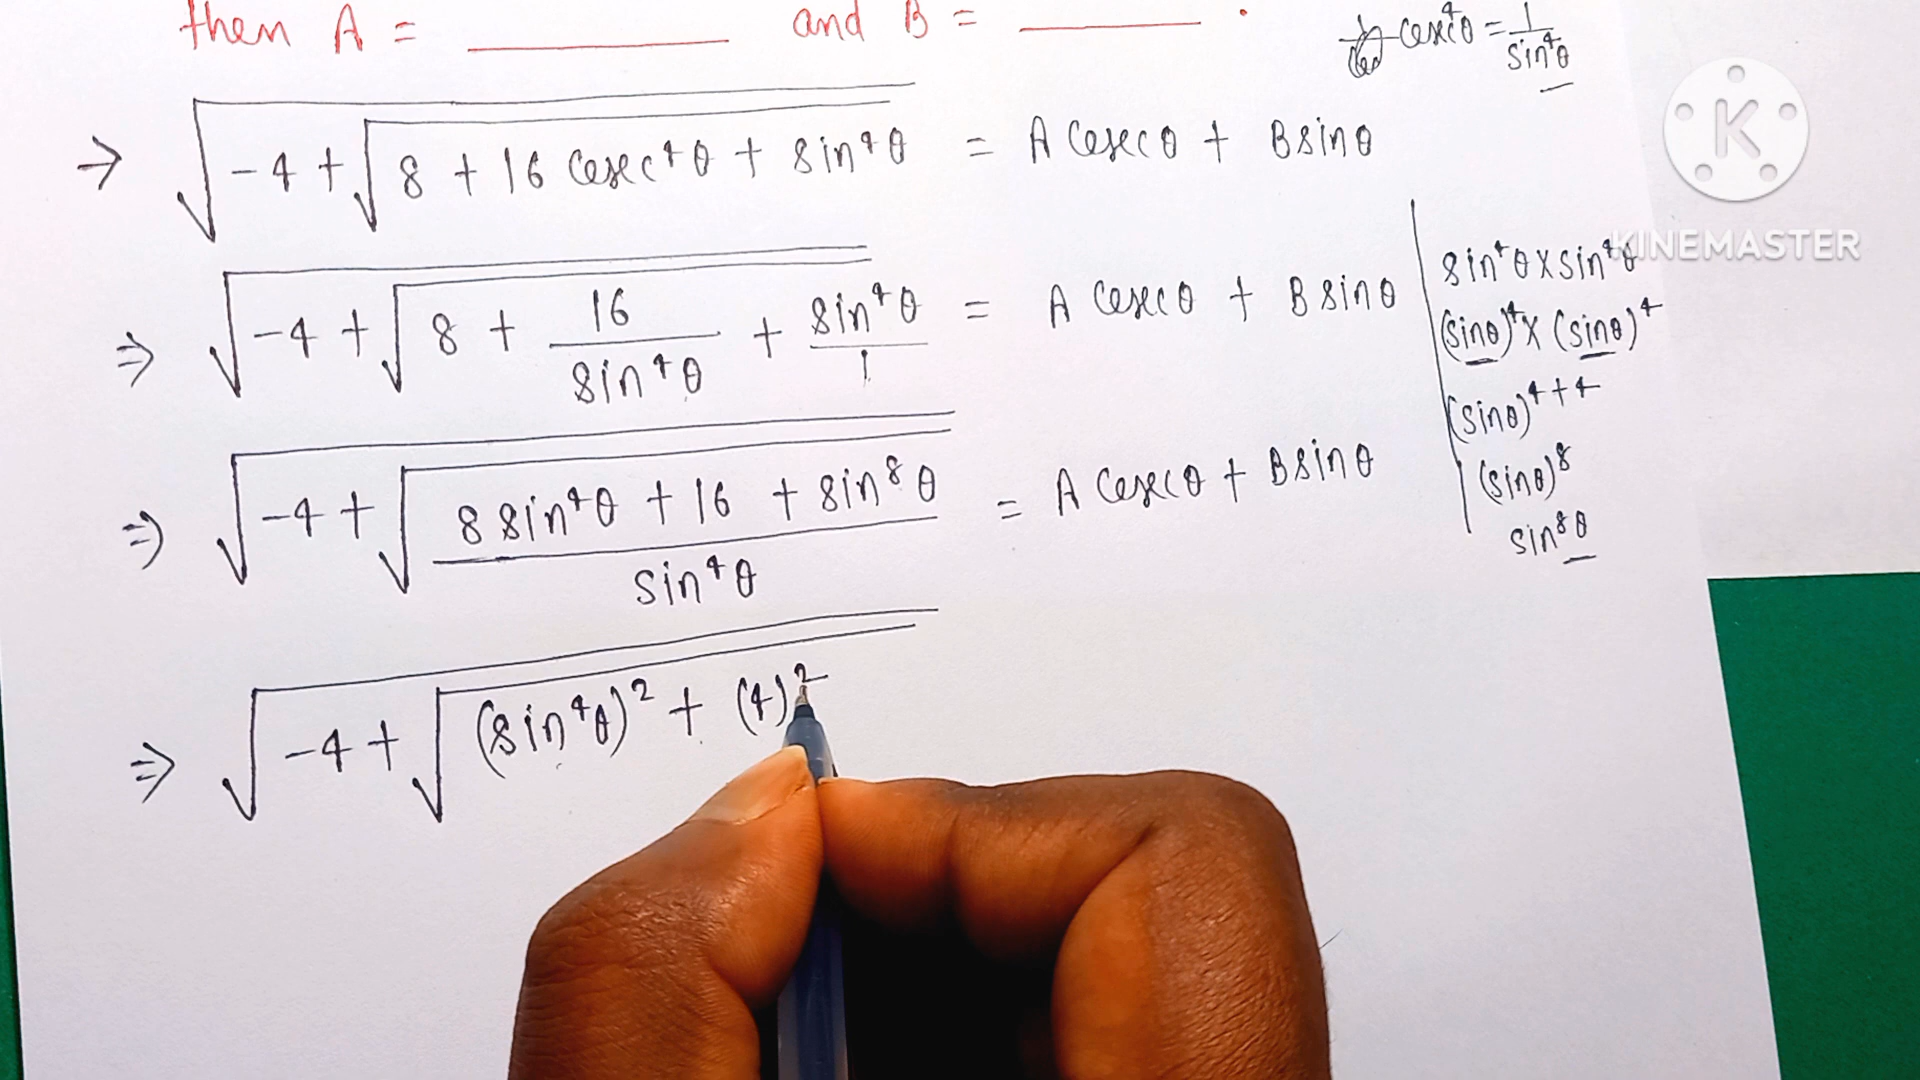 then A = ________ and B = ________ .
cosec⁴θ = 1/sin⁴θ
→ √(-4 + √(8 + 16 cosec⁴θ + sin⁴θ)) = A cosecθ + B sinθ
⇒ √(-4 + √(8 + 16/sin⁴θ + sin⁴θ/1)) = A cosecθ + B sinθ
⇒ √(-4 + √((8 sin⁴θ + 16 + sin⁸θ)/sin⁴θ)) = A cosecθ + B sinθ
⇒ √(-4 + √((sin⁴θ)² + (4)²
K
KINEMASTER
sin⁴θ × sin⁴θ
(sinθ)⁴ × (sinθ)⁴
(sinθ)⁴⁺⁴
(sinθ)⁸
sin⁸θ